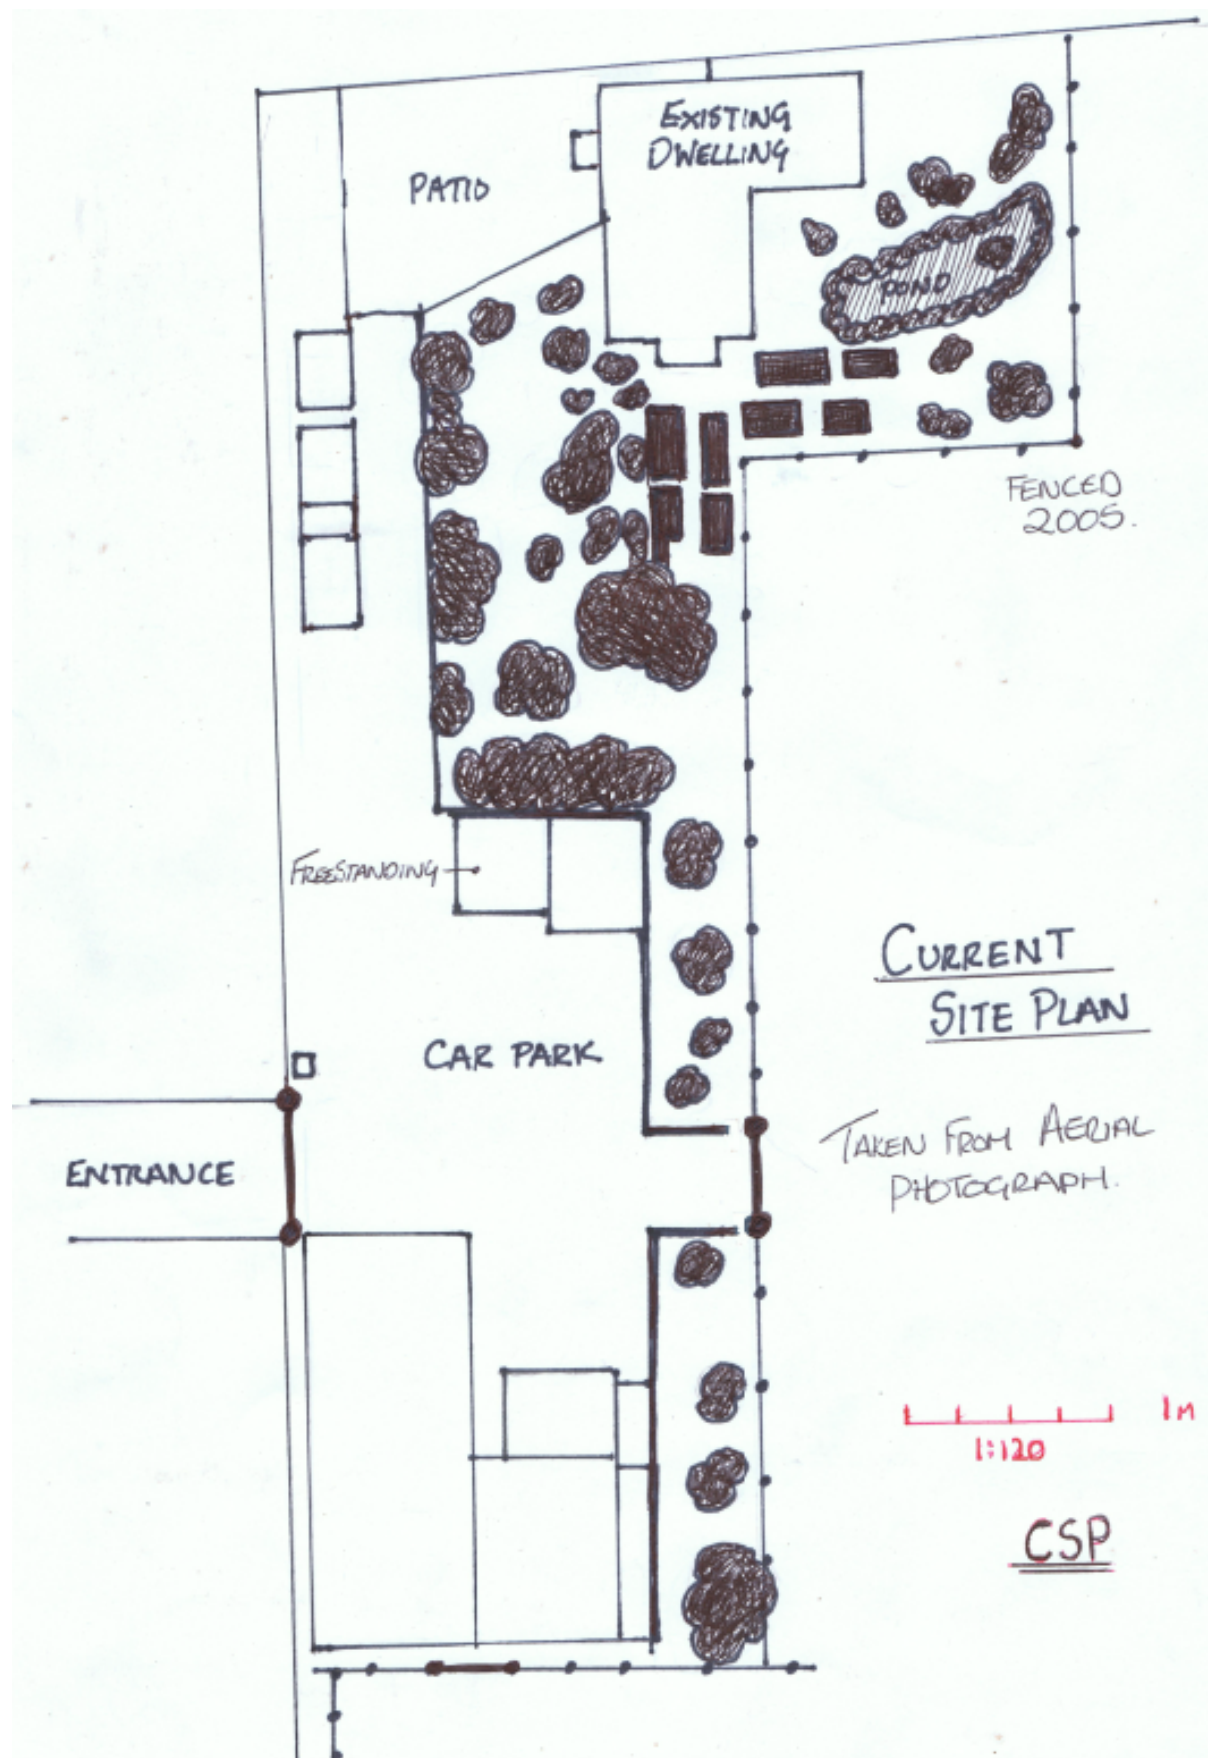 EXISTING
DWELLING
PATIO
POND
FENCED
2005.
FREESTANDING
CURRENT
SITE PLAN
CAR PARK
TAKEN FROM AERIAL
PHOTOGRAPH.
ENTRANCE
1M
1:120
CSP